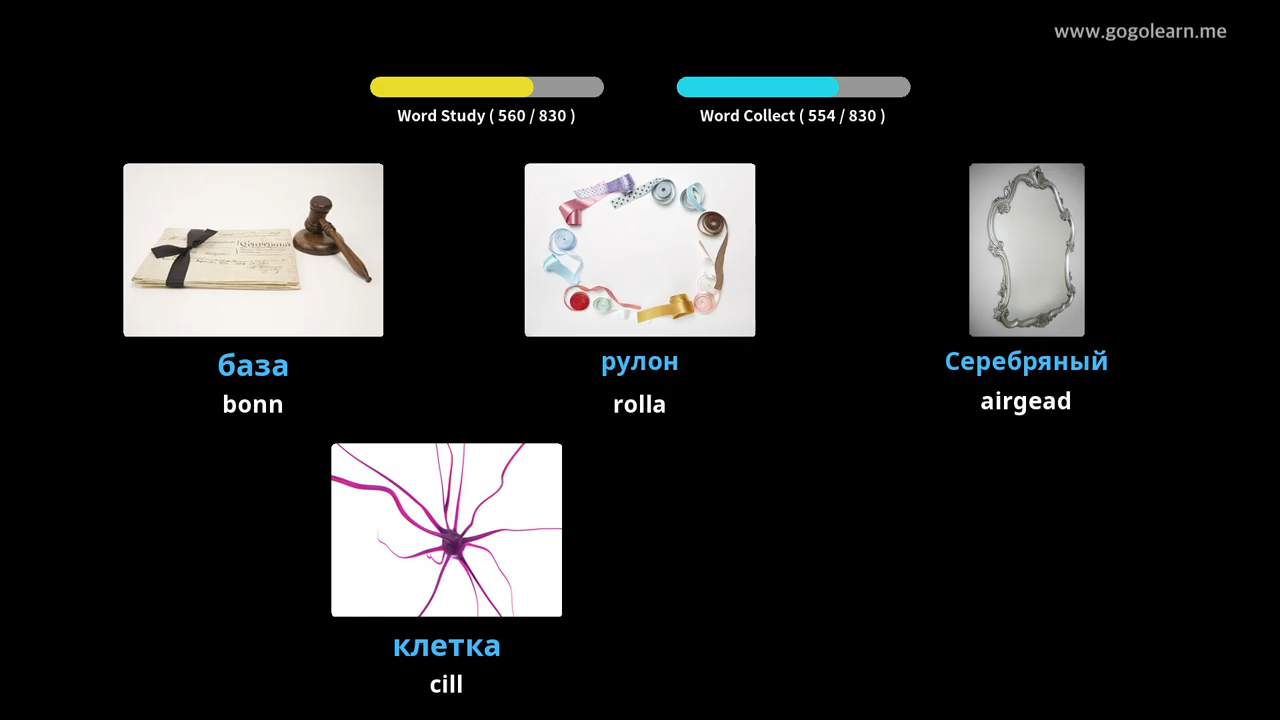 www.gogolearn.me
Word Study ( 560 / 830 )
Word Collect ( 554 / 830 )
база
bonn
рулон
rolla
Серебряный
airgead
клетка
cill